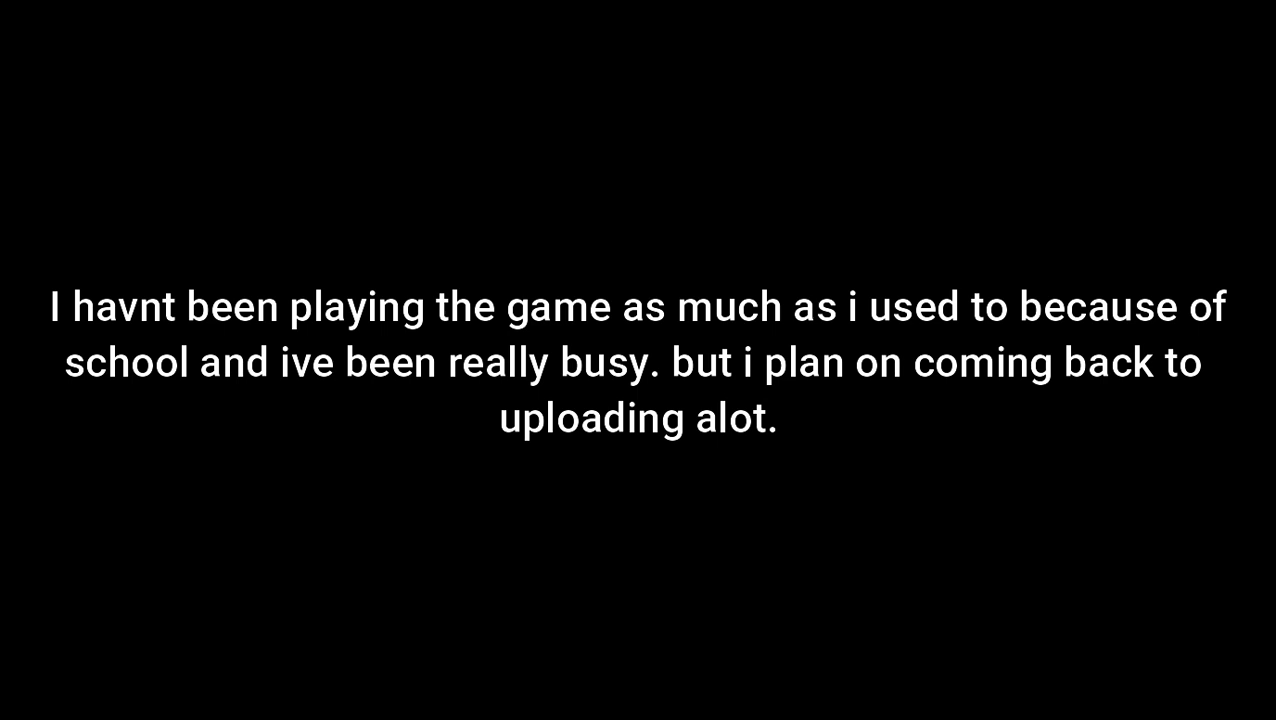 I havnt been playing the game as much as i used to because of
school and ive been really busy. but i plan on coming back to
uploading alot.